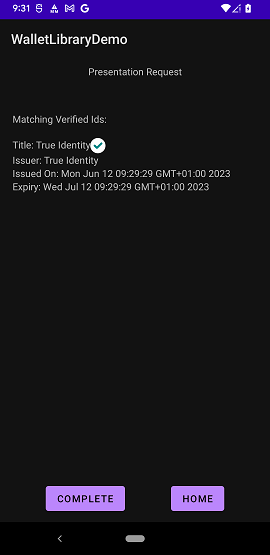 9:31
WalletLibraryDemo
Presentation Request
Matching Verified Ids:
Title: True Identity
Issuer: True Identity
Issued On: Mon Jun 12 09:29:29 GMT+01:00 2023
Expiry: Wed Jul 12 09:29:29 GMT+01:00 2023
COMPLETE HOME